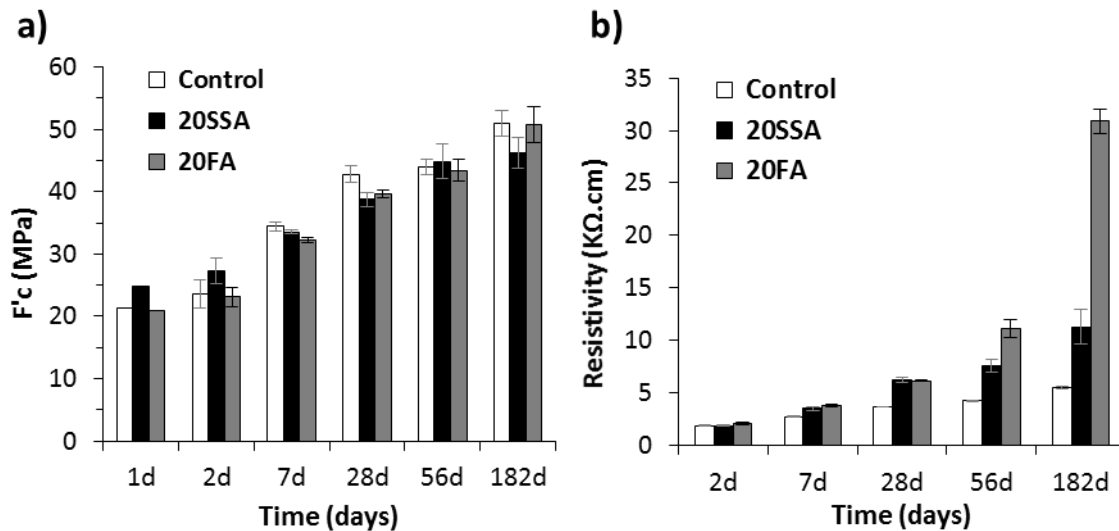 a)
F'c (MPa)
60
50
40
30
20
10
0
Control
20SSA
20FA
1d 2d 7d 28d 56d 182d
Time (days)
b)
Resistivity (KΩ.cm)
35
30
25
20
15
10
5
0
Control
20SSA
20FA
2d 7d 28d 56d 182d
Time (days)